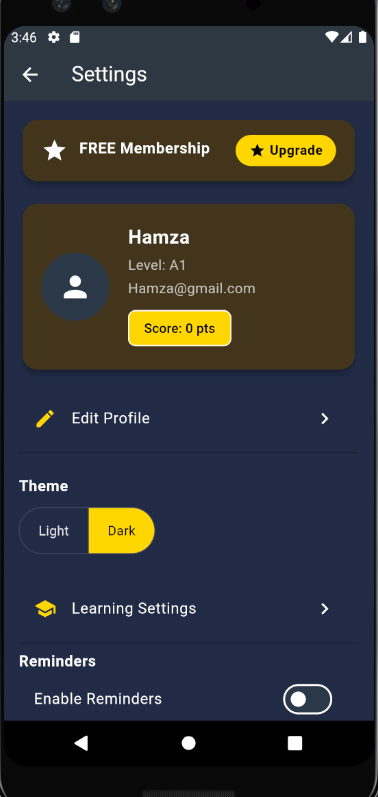 3:46
Settings
FREE Membership
Upgrade
Hamza
Level: A1
Hamza@gmail.com
Score: 0 pts
Edit Profile
Theme
Light Dark
Learning Settings
Reminders
Enable Reminders